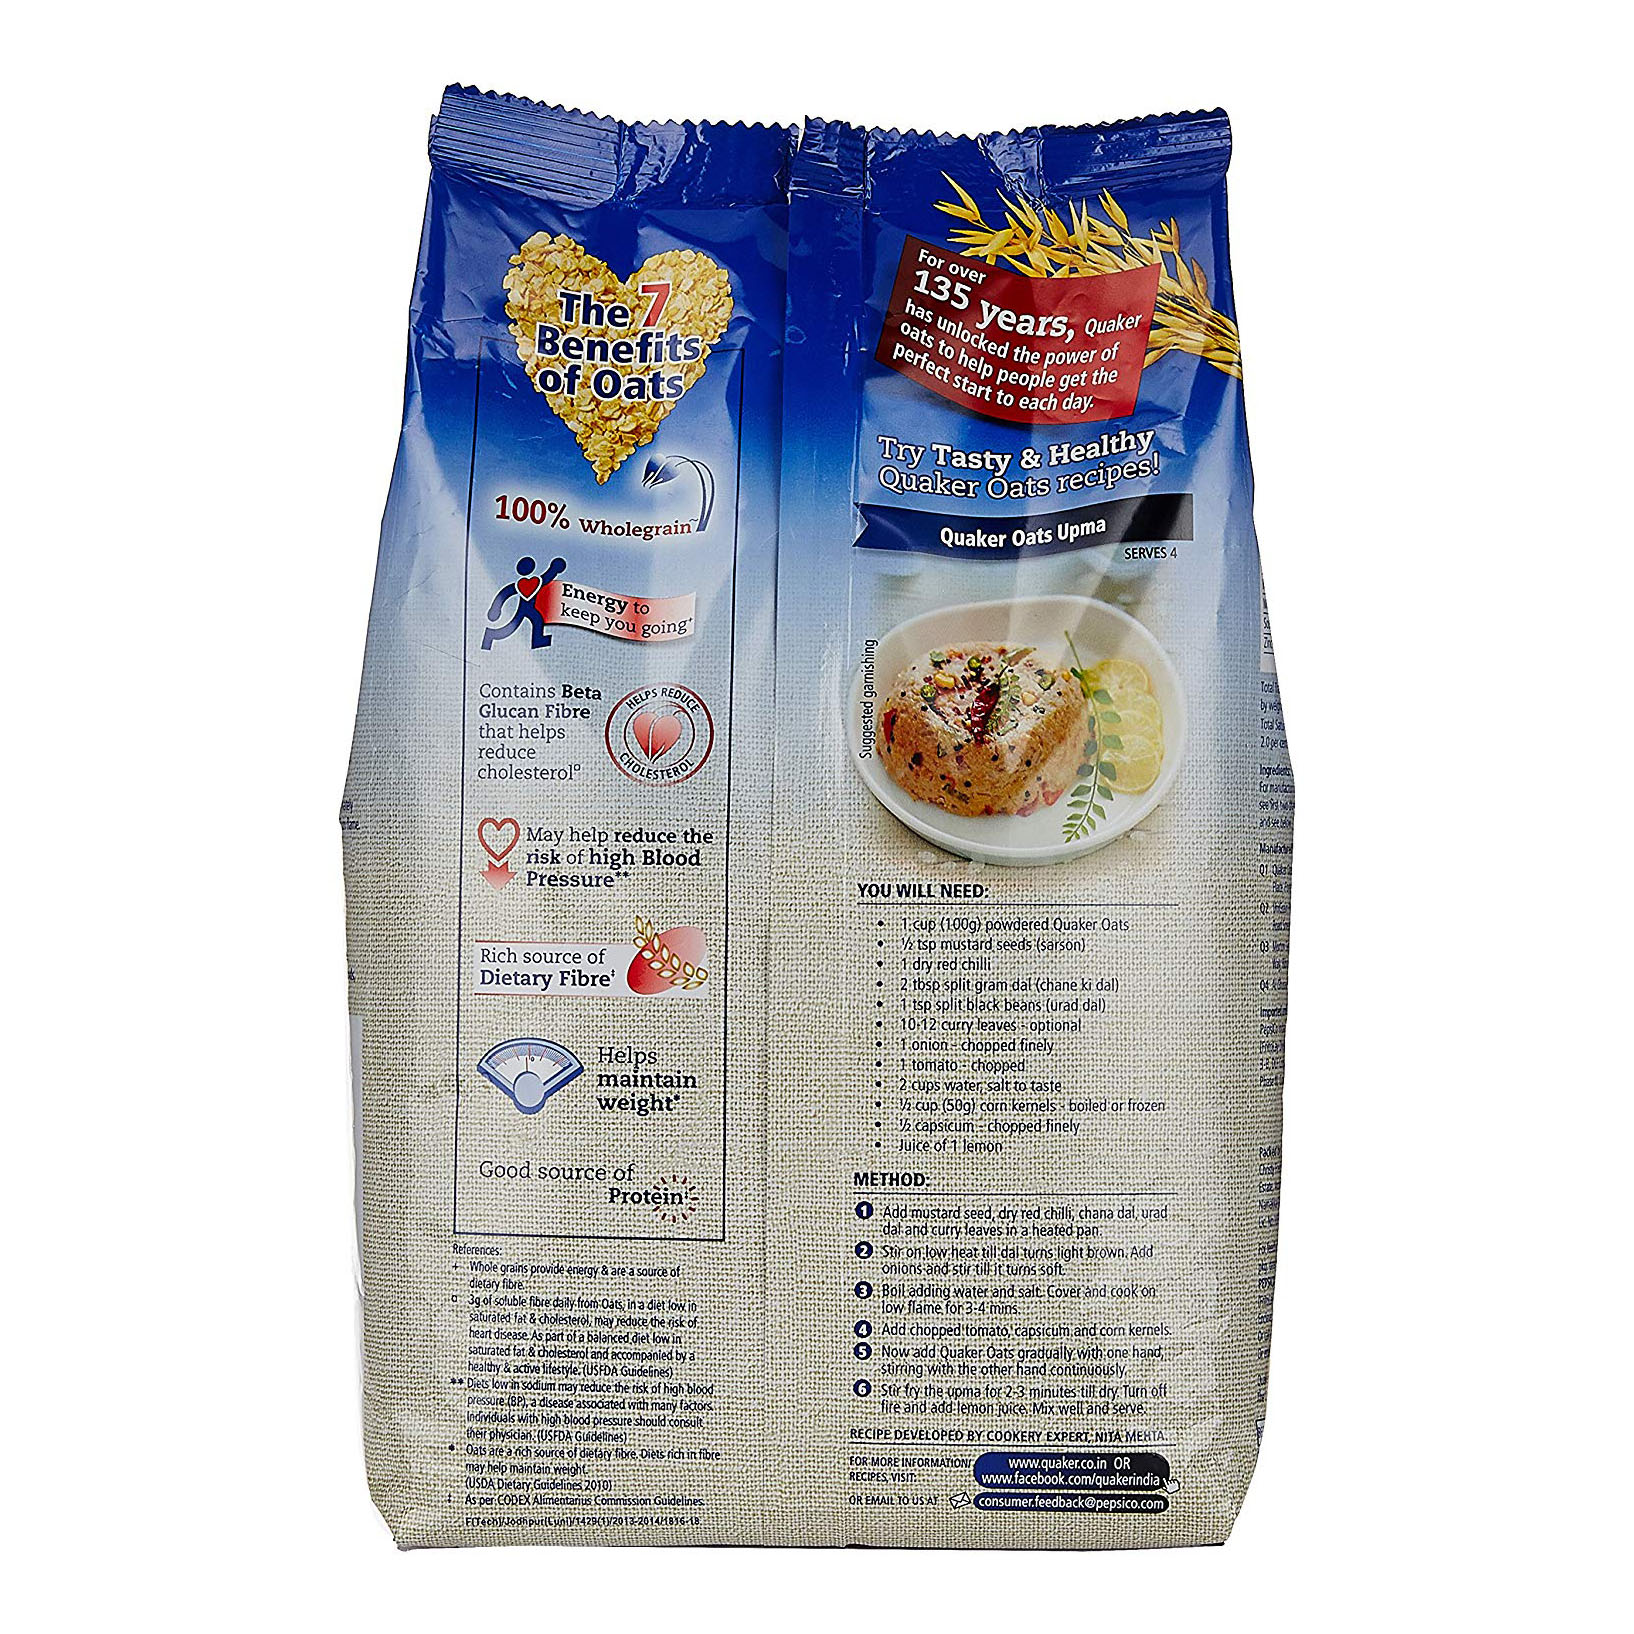 The 7
Benefits
of Oats
100% Wholegrain~
Energy to
keep you going+
Contains Beta
Glucan Fibre
that helps
reduce
cholesterol¤
HELPS REDUCE
CHOLESTEROL
May help reduce the
risk of high Blood
Pressure**
Rich source of
Dietary Fibre‡
Helps
maintain
weight*
Good source of
Protein‡
References:
+ Whole grains provide energy & are a source of
dietary fibre.
¤ 3g of soluble fibre daily from Oats, in a diet low in
saturated fat & cholesterol, may reduce the risk of
heart disease. As part of a balanced diet low in
saturated fat & cholesterol and accompanied by a
healthy & active lifestyle. (USFDA Guidelines)
** Diets low in sodium may reduce the risk of high blood
pressure (BP), a disease associated with many factors.
Individuals with high blood pressure should consult
their physician. (USFDA Guidelines)
* Oats are a rich source of dietary fibre. Diets rich in fibre
may help maintain weight.
(USDA Dietary Guidelines 2010)
‡ As per CODEX Alimentarius Commission Guidelines.
F(Tech)/Jodhpur(Luni)/1429(1)/2013-2014/1816-18
For over
135 years, Quaker
has unlocked the power of
oats to help people get the
perfect start to each day.
Try Tasty & Healthy
Quaker Oats recipes!
Quaker Oats Upma
SERVES 4
Suggested garnishing
YOU WILL NEED:
• 1 cup (100g) powdered Quaker Oats
• ½ tsp mustard seeds (sarson)
• 1 dry red chilli
• 2 tbsp split gram dal (chane ki dal)
• 1 tsp split black beans (urad dal)
• 10-12 curry leaves - optional
• 1 onion - chopped finely
• 1 tomato - chopped
• 2 cups water, salt to taste
• ½ cup (50g) corn kernels - boiled or frozen
• ½ capsicum - chopped finely
• Juice of 1 lemon
METHOD:
1 Add mustard seed, dry red chilli, chana dal, urad
dal and curry leaves in a heated pan.
2 Stir on low heat till dal turns light brown. Add
onions and stir till it turns soft.
3 Boil adding water and salt. Cover and cook on
low flame for 3-4 mins.
4 Add chopped tomato, capsicum and corn kernels.
5 Now add Quaker Oats gradually with one hand,
stirring with the other hand continuously.
6 Stir fry the upma for 2-3 minutes till dry. Turn off
fire and add lemon juice. Mix well and serve.
RECIPE DEVELOPED BY COOKERY EXPERT, NITA MEHTA.
FOR MORE INFORMATION/
RECIPES, VISIT:
www.quaker.co.in OR
www.facebook.com/quakerindia
OR EMAIL TO US AT
consumer.feedback@pepsico.com